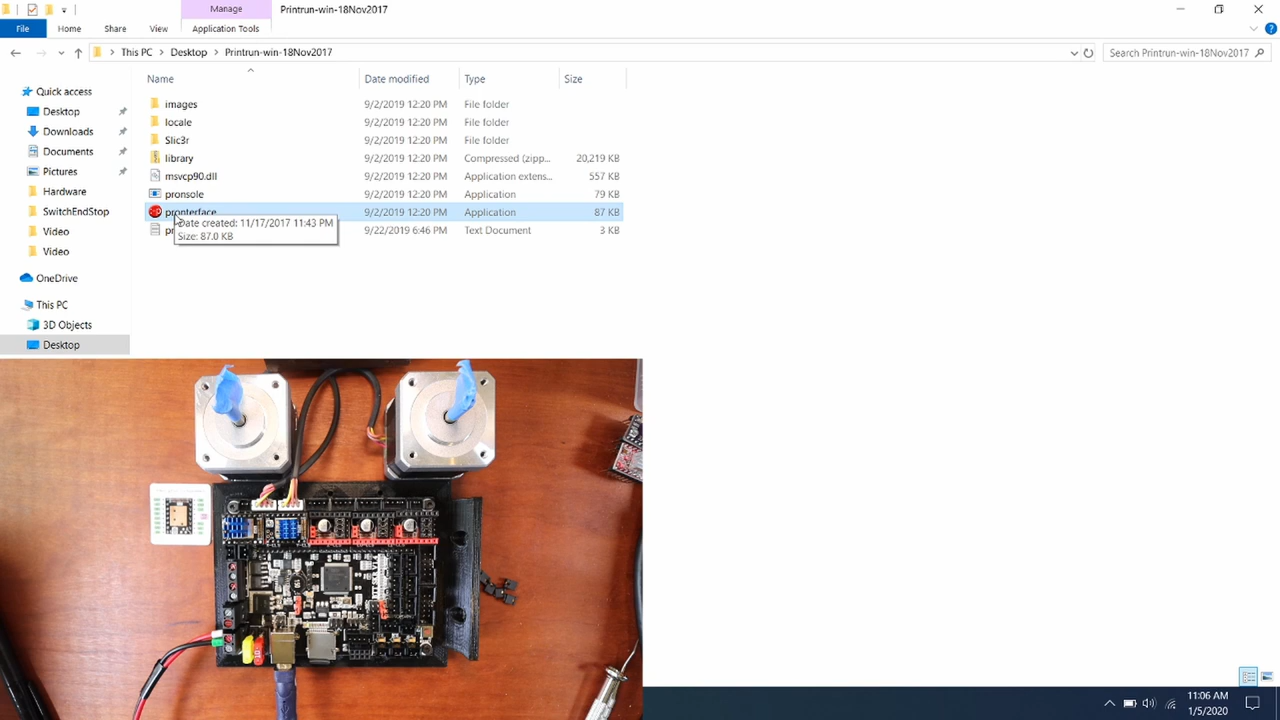 Manage
Printrun-win-18Nov2017
File
Home
Share
View
Application Tools
This PC
Desktop
Printrun-win-18Nov2017
Search Printrun-win-18Nov2017
Name
Date modified
Type
Size
Quick access
Desktop
Downloads
Documents
Pictures
Hardware
SwitchEndStop
Video
Video
OneDrive
This PC
3D Objects
Desktop
images 9/2/2019 12:20 PM File folder
locale 9/2/2019 12:20 PM File folder
Slic3r 9/2/2019 12:20 PM File folder
library 9/2/2019 12:20 PM Compressed (zipp... 20,219 KB
msvcp90.dll 9/2/2019 12:20 PM Application exten... 557 KB
pronsole 9/2/2019 12:20 PM Application 79 KB
pronterface 9/2/2019 12:20 PM Application 87 KB
9/22/2019 6:46 PM Text Document 3 KB
Date created: 11/17/2017 11:43 PM
Size: 87.0 KB
11:06 AM
1/5/2020